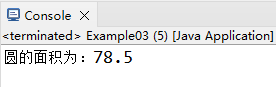 Console
<terminated> Example03 (5) [Java Application]
圆的面积为：78.5